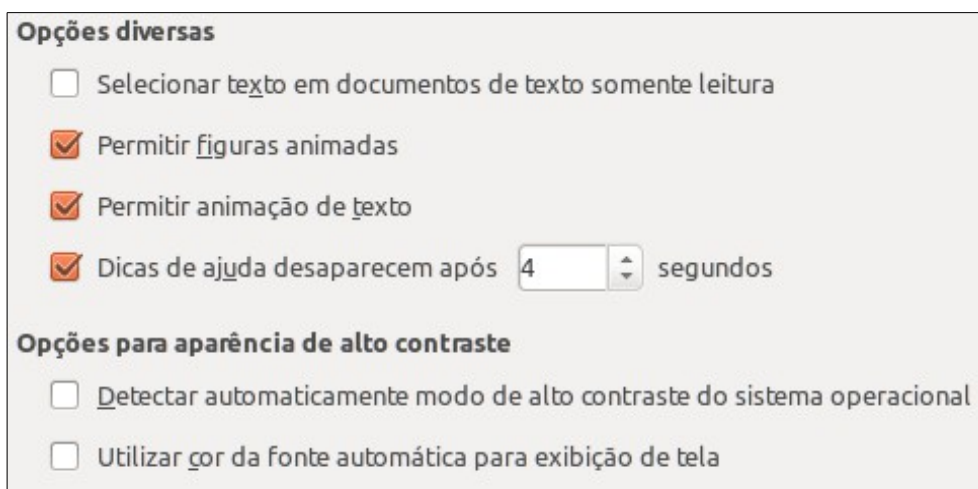 Opções diversas
Selecionar texto em documentos de texto somente leitura
Permitir figuras animadas
Permitir animação de texto
Dicas de ajuda desaparecem após 4 segundos
Opções para aparência de alto contraste
Detectar automaticamente modo de alto contraste do sistema operacional
Utilizar cor da fonte automática para exibição de tela